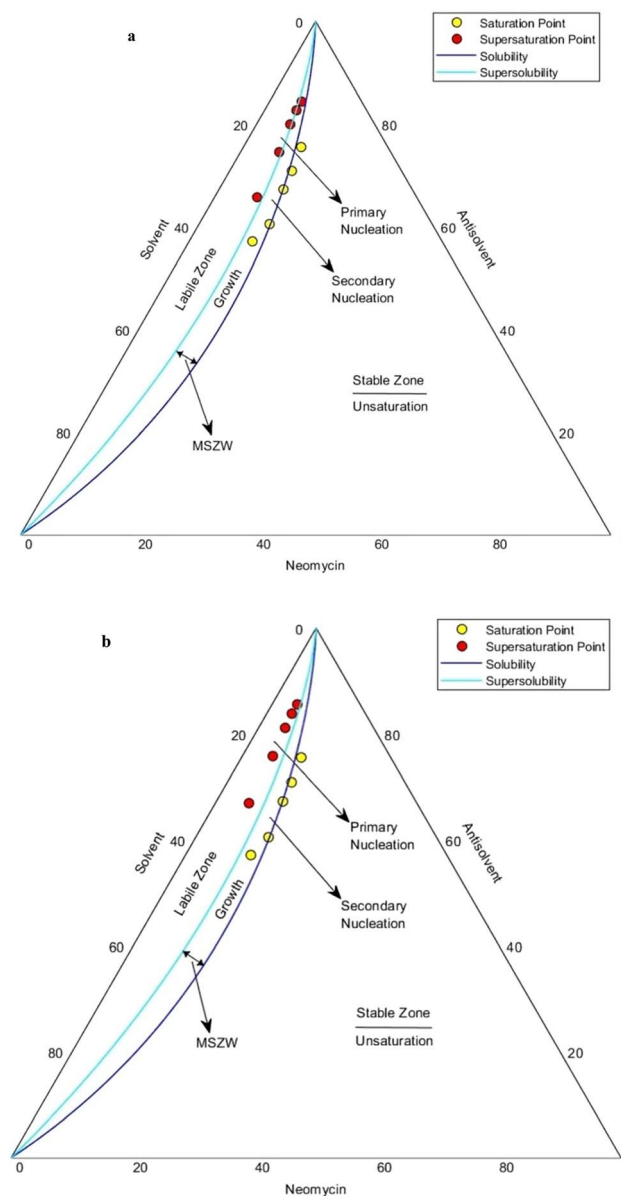 a
Saturation Point
Supersaturation Point
Solubility
Supersolubility
0
20
80
Primary
Nucleation
Solvent
40
Antisolvent
60
Labile Zone
Growth
Secondary
Nucleation
60
40
Stable Zone
Unsaturation
MSZW
80
20
0
20
40
60
80
Neomycin
b
Saturation Point
Supersaturation Point
Solubility
Supersolubility
0
20
80
Primary
Nucleation
Solvent
40
Antisolvent
60
Labile Zone
Growth
Secondary
Nucleation
60
40
Stable Zone
Unsaturation
MSZW
80
20
0
20
40
60
80
Neomycin